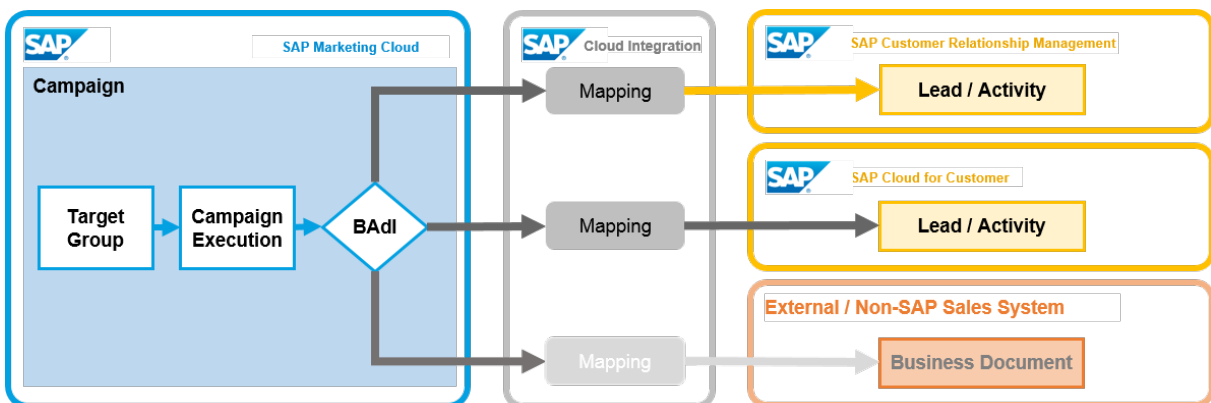 SAP
SAP Marketing Cloud
Campaign
Target
Group
Campaign
Execution
BAdI
SAP
Cloud Integration
Mapping
Mapping
Mapping
SAP
SAP Customer Relationship Management
Lead / Activity
SAP
SAP Cloud for Customer
Lead / Activity
External / Non-SAP Sales System
Business Document